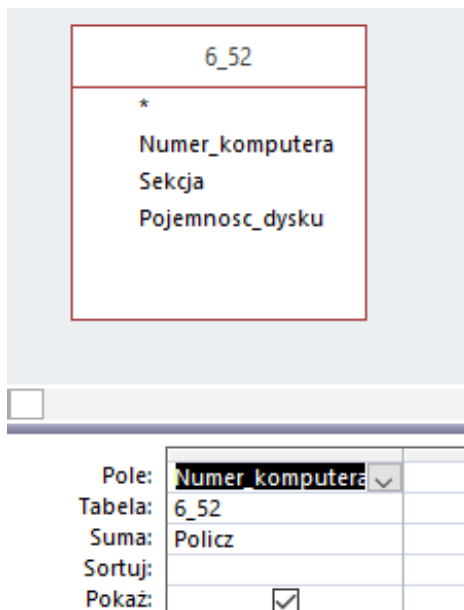 6_52
*
Numer_komputera
Sekcja
Pojemnosc_dysku
Pole: Numer_komputera
Tabela: 6_52
Suma: Policz
Sortuj:
Pokaż: